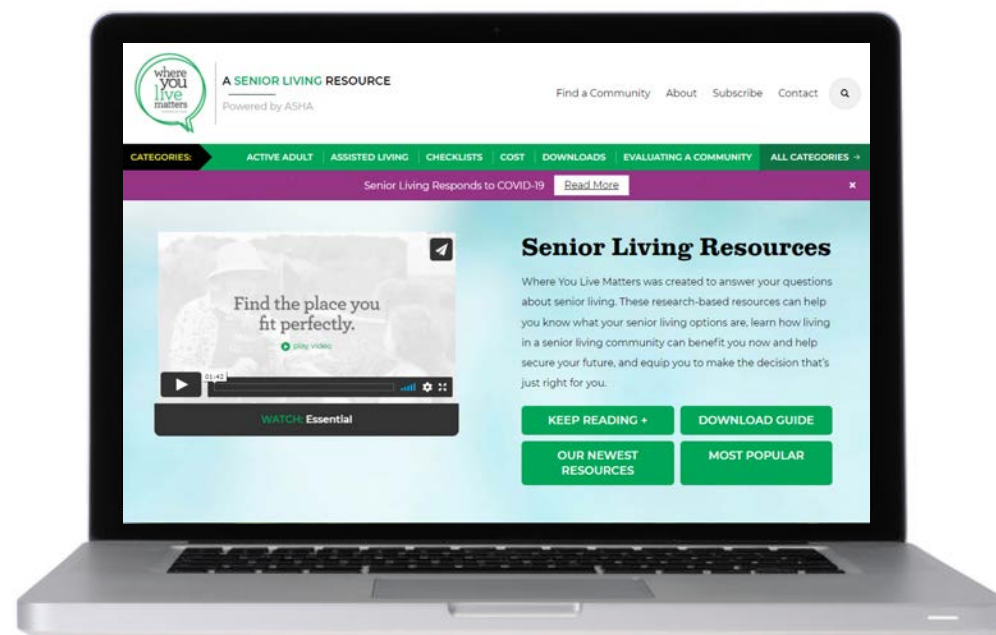 where
you
live
matters
A SENIOR LIVING RESOURCE
Powered by ASHA
Find a Community About Subscribe Contact
CATEGORIES:
ACTIVE ADULT ASSISTED LIVING CHECKLISTS COST DOWNLOADS EVALUATING A COMMUNITY ALL CATEGORIES →
Senior Living Responds to COVID-19 Read More ×
Find the place you
fit perfectly.
play video
01:42
WATCH: Essential
Senior Living Resources
Where You Live Matters was created to answer your questions
about senior living. These research-based resources can help
you know what your senior living options are, learn how living
in a senior living community can benefit you now and help
secure your future, and equip you to make the decision that's
just right for you.
KEEP READING + DOWNLOAD GUIDE
OUR NEWEST
RESOURCES
MOST POPULAR